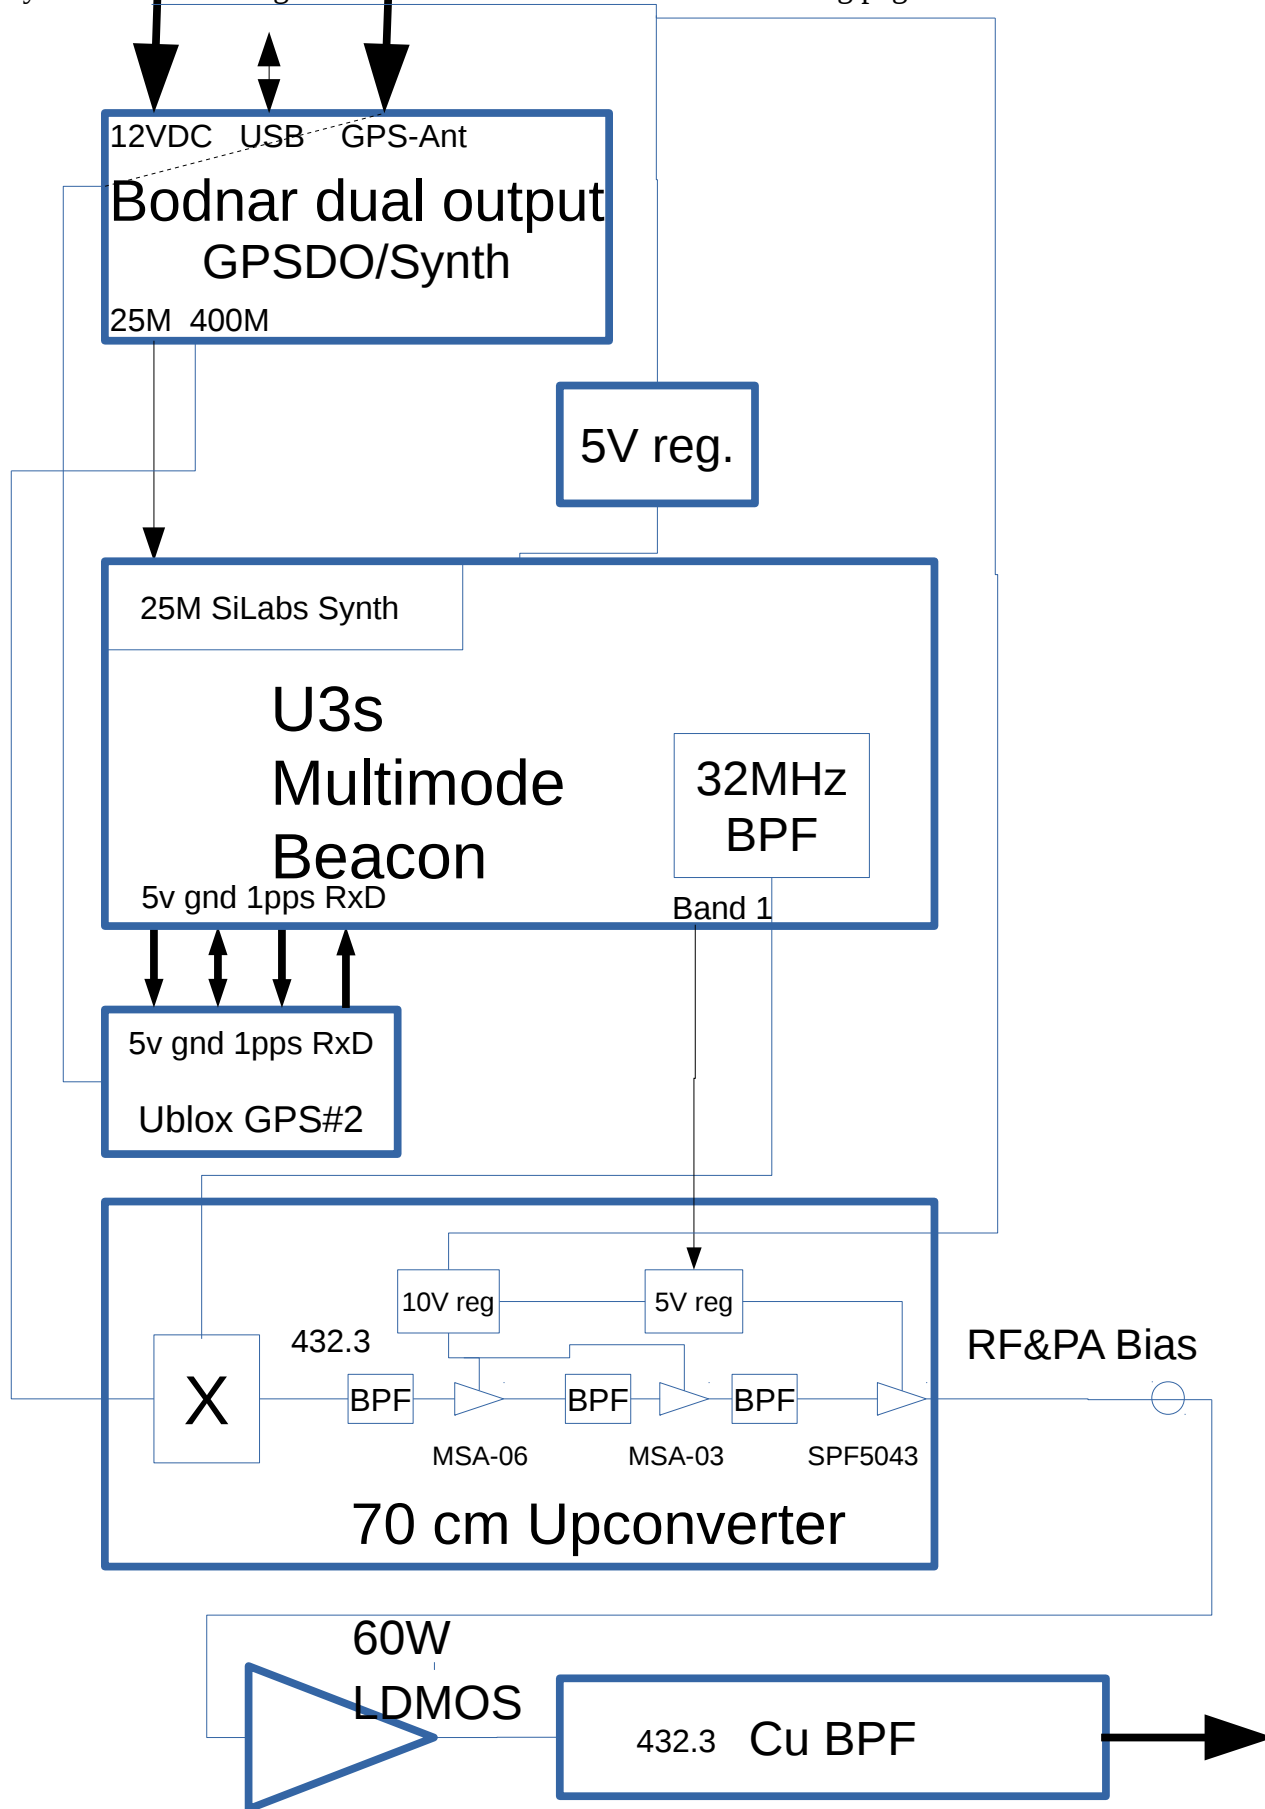 12VDC USB GPS-Ant
Bodnar dual output
GPSDO/Synth
25M 400M
5V reg.
25M SiLabs Synth
U3s
Multimode
Beacon
32MHz
BPF
5v gnd 1pps RxD
Band 1
5v gnd 1pps RxD
Ublox GPS#2
10V reg
5V reg
432.3
RF&PA Bias
X
BPF
BPF
BPF
MSA-06
MSA-03
SPF5043
70 cm Upconverter
60W
LDMOS
432.3 Cu BPF